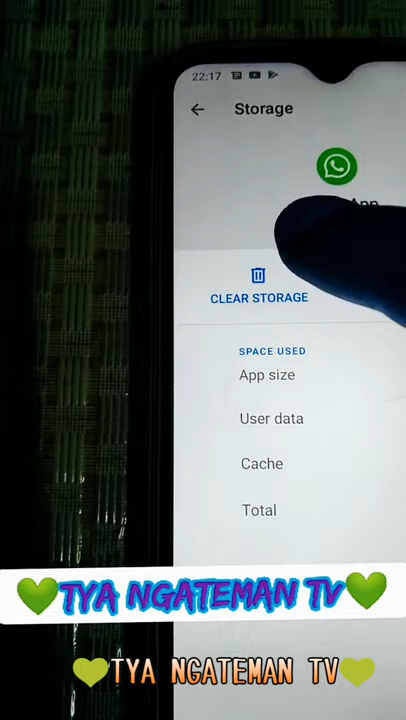 22:17
Storage
App
CLEAR STORAGE
SPACE USED
App size
User data
Cache
Total
TYA NGATEMAN TV
TYA NGATEMAN TV